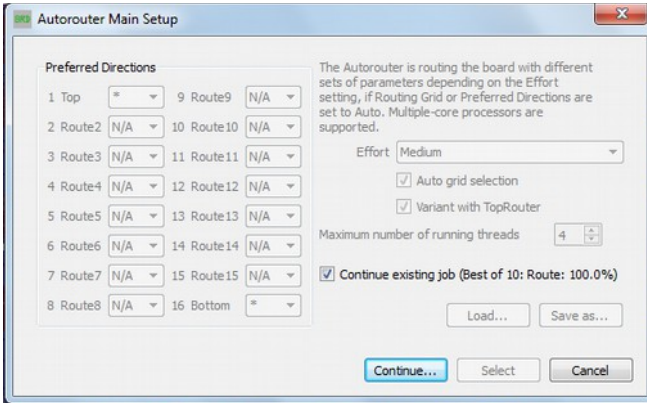 BRD Autorouter Main Setup
Preferred Directions
1 Top * 9 Route9 N/A
2 Route2 N/A 10 Route10 N/A
3 Route3 N/A 11 Route11 N/A
4 Route4 N/A 12 Route12 N/A
5 Route5 N/A 13 Route13 N/A
6 Route6 N/A 14 Route14 N/A
7 Route7 N/A 15 Route15 N/A
8 Route8 N/A 16 Bottom *
The Autorouter is routing the board with different
sets of parameters depending on the Effort
setting, if Routing Grid or Preferred Directions are
set to Auto. Multiple-core processors are
supported.
Effort Medium
Auto grid selection
Variant with TopRouter
Maximum number of running threads 4
Continue existing job (Best of 10: Route: 100.0%)
Load... Save as...
Continue... Select Cancel